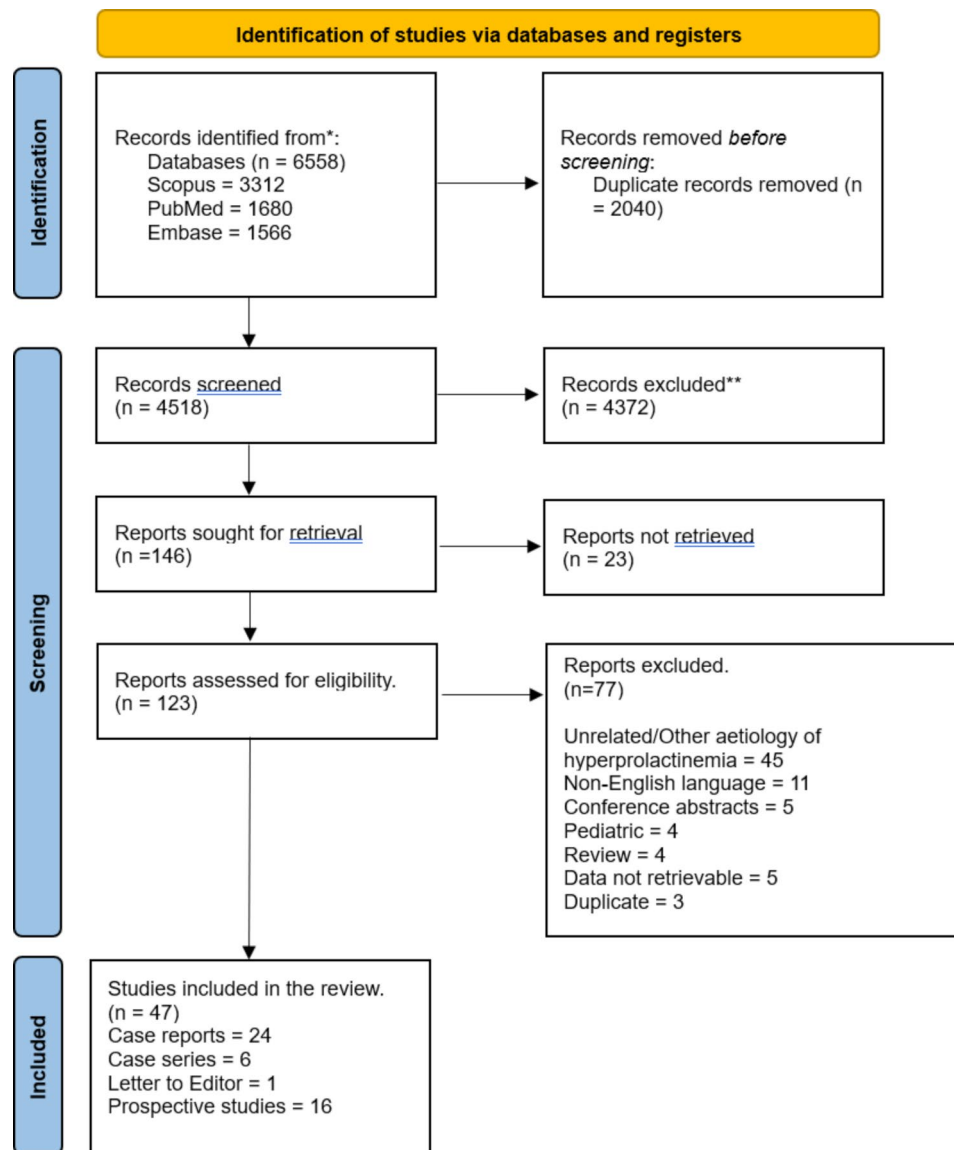 Identification of studies via databases and registers
Identification
Records identified from*:
Databases (n = 6558)
Scopus = 3312
PubMed = 1680
Embase = 1566
Records removed before
screening:
Duplicate records removed (n
= 2040)
Screening
Records screened
(n = 4518)
Records excluded**
(n = 4372)
Reports sought for retrieval
(n =146)
Reports not retrieved
(n = 23)
Reports assessed for eligibility.
(n = 123)
Reports excluded.
(n=77)
Unrelated/Other aetiology of
hyperprolactinemia = 45
Non-English language = 11
Conference abstracts = 5
Pediatric = 4
Review = 4
Data not retrievable = 5
Duplicate = 3
Included
Studies included in the review.
(n = 47)
Case reports = 24
Case series = 6
Letter to Editor = 1
Prospective studies = 16